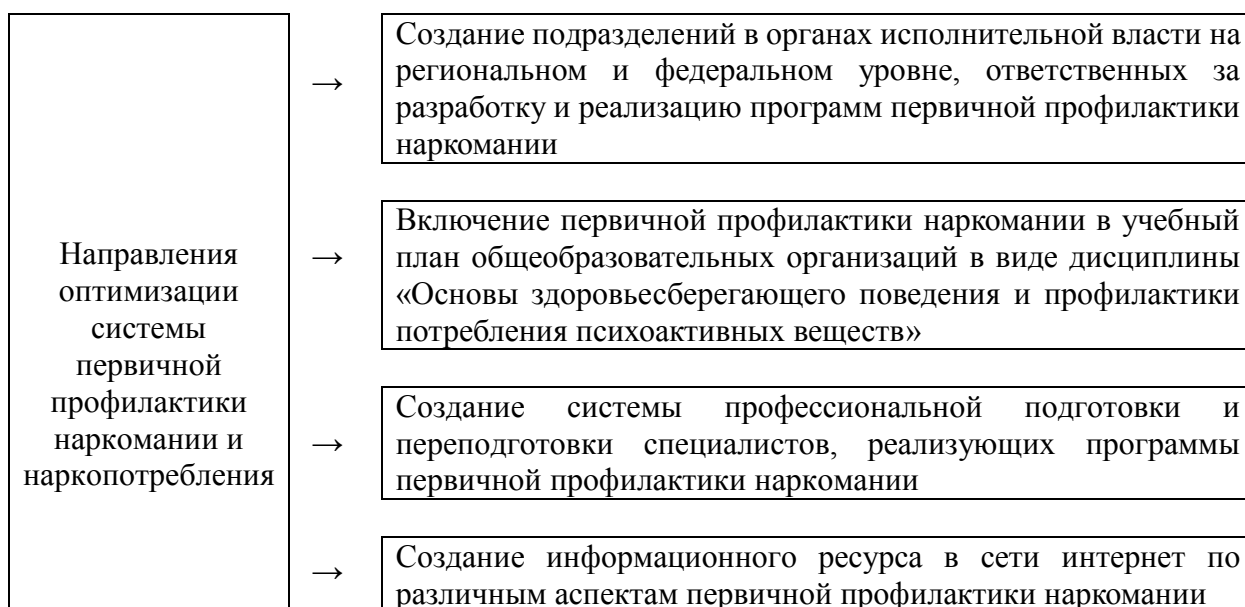 Направления
оптимизации
системы
первичной
профилактики
наркомании и
наркопотребления
→
Создание подразделений в органах исполнительной власти на
региональном и федеральном уровне, ответственных за
разработку и реализацию программ первичной профилактики
наркомании
→
Включение первичной профилактики наркомании в учебный
план общеобразовательных организаций в виде дисциплины
«Основы здоровьесберегающего поведения и профилактики
потребления психоактивных веществ»
→
Создание системы профессиональной подготовки и
переподготовки специалистов, реализующих программы
первичной профилактики наркомании
→
Создание информационного ресурса в сети интернет по
различным аспектам первичной профилактики наркомании